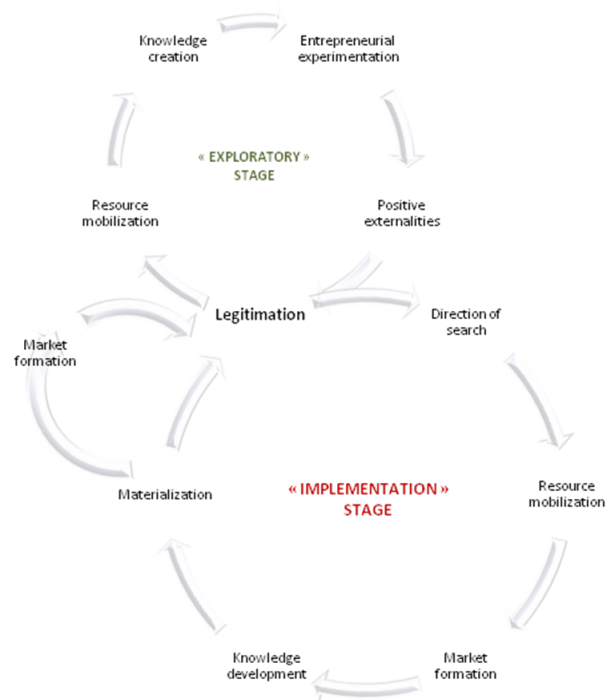 Knowledge
creation
Entrepreneurial
experimentation
« EXPLORATORY »
STAGE
Resource
mobilization
Positive
externalities
Legitimation
Direction of
search
Market
formation
Materialization
« IMPLEMENTATION »
STAGE
Resource
mobilization
Knowledge
development
Market
formation